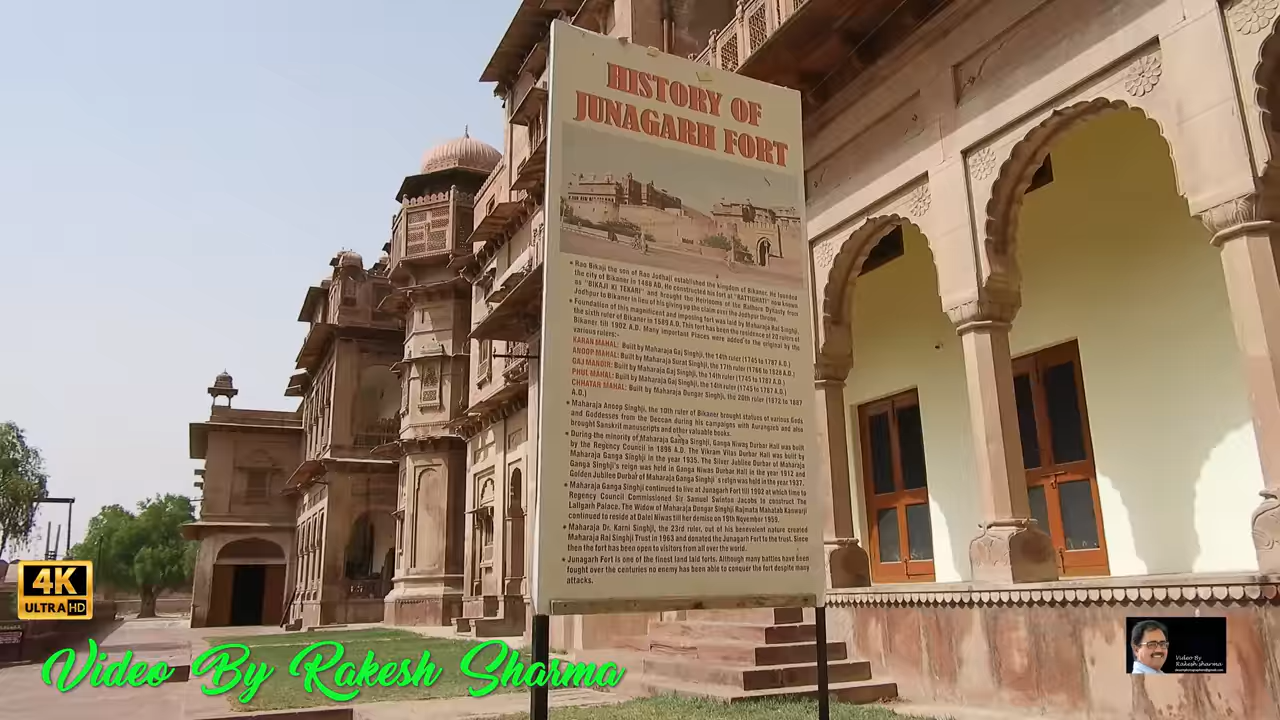 HISTORY OF
JUNAGARH FORT
• Rao Bikaji the son of Rao Jodhaji established the kingdom of Bikaner. He founded
the city of Bikaner in 1488 AD. He constructed his fort at "RATTIGHATI" now known
as "BIKAJI KI TEKARI" and brought the Heirlooms of the Rathore Dynasty from
Jodhpur to Bikaner in lieu of his giving up the claim over the Jodhpur throne.
• Foundation of this magnificent and imposing fort was laid by Maharaja Rai Singhji,
the sixth ruler of Bikaner in 1589 A.D. This fort has been the residence of 20 rulers of
Bikaner till 1902 A.D. Many important Places were added to the original by the
various rulers:-
KARAN MAHAL: Built by Maharaja Gaj Singhji, the 14th ruler (1745 to 1787 A.D.)
ANOOP MAHAL: Built by Maharaja Surat Singhji, the 17th ruler (1788 to 1828 A.D.)
GAJ MANDIR: Built by Maharaja Gaj Singhji, the 14th ruler (1745 to 1787 A.D.)
PHUL MAHAL: Built by Maharaja Gaj Singhji, the 14th ruler (1745 to 1787 A.D.)
CHHATAR MAHAL: Built by Maharaja Dungar Singhji, the 20th ruler (1872 to 1887
A.D.)
• Maharaja Anoop Singhji, the 10th ruler of Bikaner brought statues of various Gods
and Goddesses from the Deccan during his campaigns with Aurangzeb and also
brought Sanskrit manuscripts and other valuable books.
• During the minority of Maharaja Ganga Singhji, Ganga Niwas Durbar Hall was built
by the Regency Council in 1896 A.D. The Vikram Vilas Durbar Hall was built by
Maharaja Ganga Singhji in the year 1935. The Silver Jubilee Durbar of Maharaja
Ganga Singhji's reign was held in Ganga Niwas Durbar Hall in the year 1912 and
Golden Jubilee Durbar of Maharaja Ganga Singhji 's reign was held in the year 1937.
• Maharaja Ganga Singhji continued to live at Junagarh Fort till 1902 at which time to
Regency Council Commissioned Sir Samuel Swinton Jacobs to construct The
Lallgarh Palace. The Widow of Maharaja Dungar Singhji Rajmata Mahatab Kanwarji
continued to reside at Dalel Niwas till her demise on 19th November 1959.
• Maharaja Dr. Karni Singhji, the 23rd ruler, out of his benevolent nature created
Maharaja Rai Singhji Trust in 1963 and donated the Junagarh Fort to the trust. Since
then the fort has been open to visitors from all over the world.
• Junagarh Fort is one of the finest land laid forts. Although many battles have been
fought over the centuries no enemy has been able to conquer the fort despite many
attacks.
4K
ULTRA HD
Video By Rakesh Sharma
Video By
Rakesh sharma